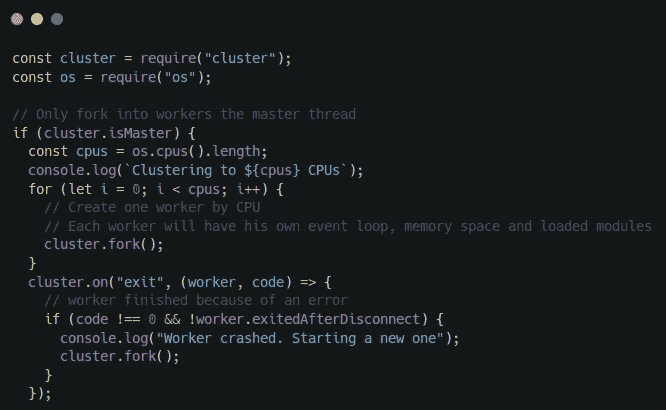 const cluster = require("cluster");
const os = require("os");

// Only fork into workers the master thread
if (cluster.isMaster) {
  const cpus = os.cpus().length;
  console.log(`Clustering to ${cpus} CPUs`);
  for (let i = 0; i < cpus; i++) {
    // Create one worker by CPU
    // Each worker will have his own event loop, memory space and loaded modules
    cluster.fork();
  }
  cluster.on("exit", (worker, code) => {
    // worker finished because of an error
    if (code !== 0 && !worker.exitedAfterDisconnect) {
      console.log("Worker crashed. Starting a new one");
      cluster.fork();
    }
  });